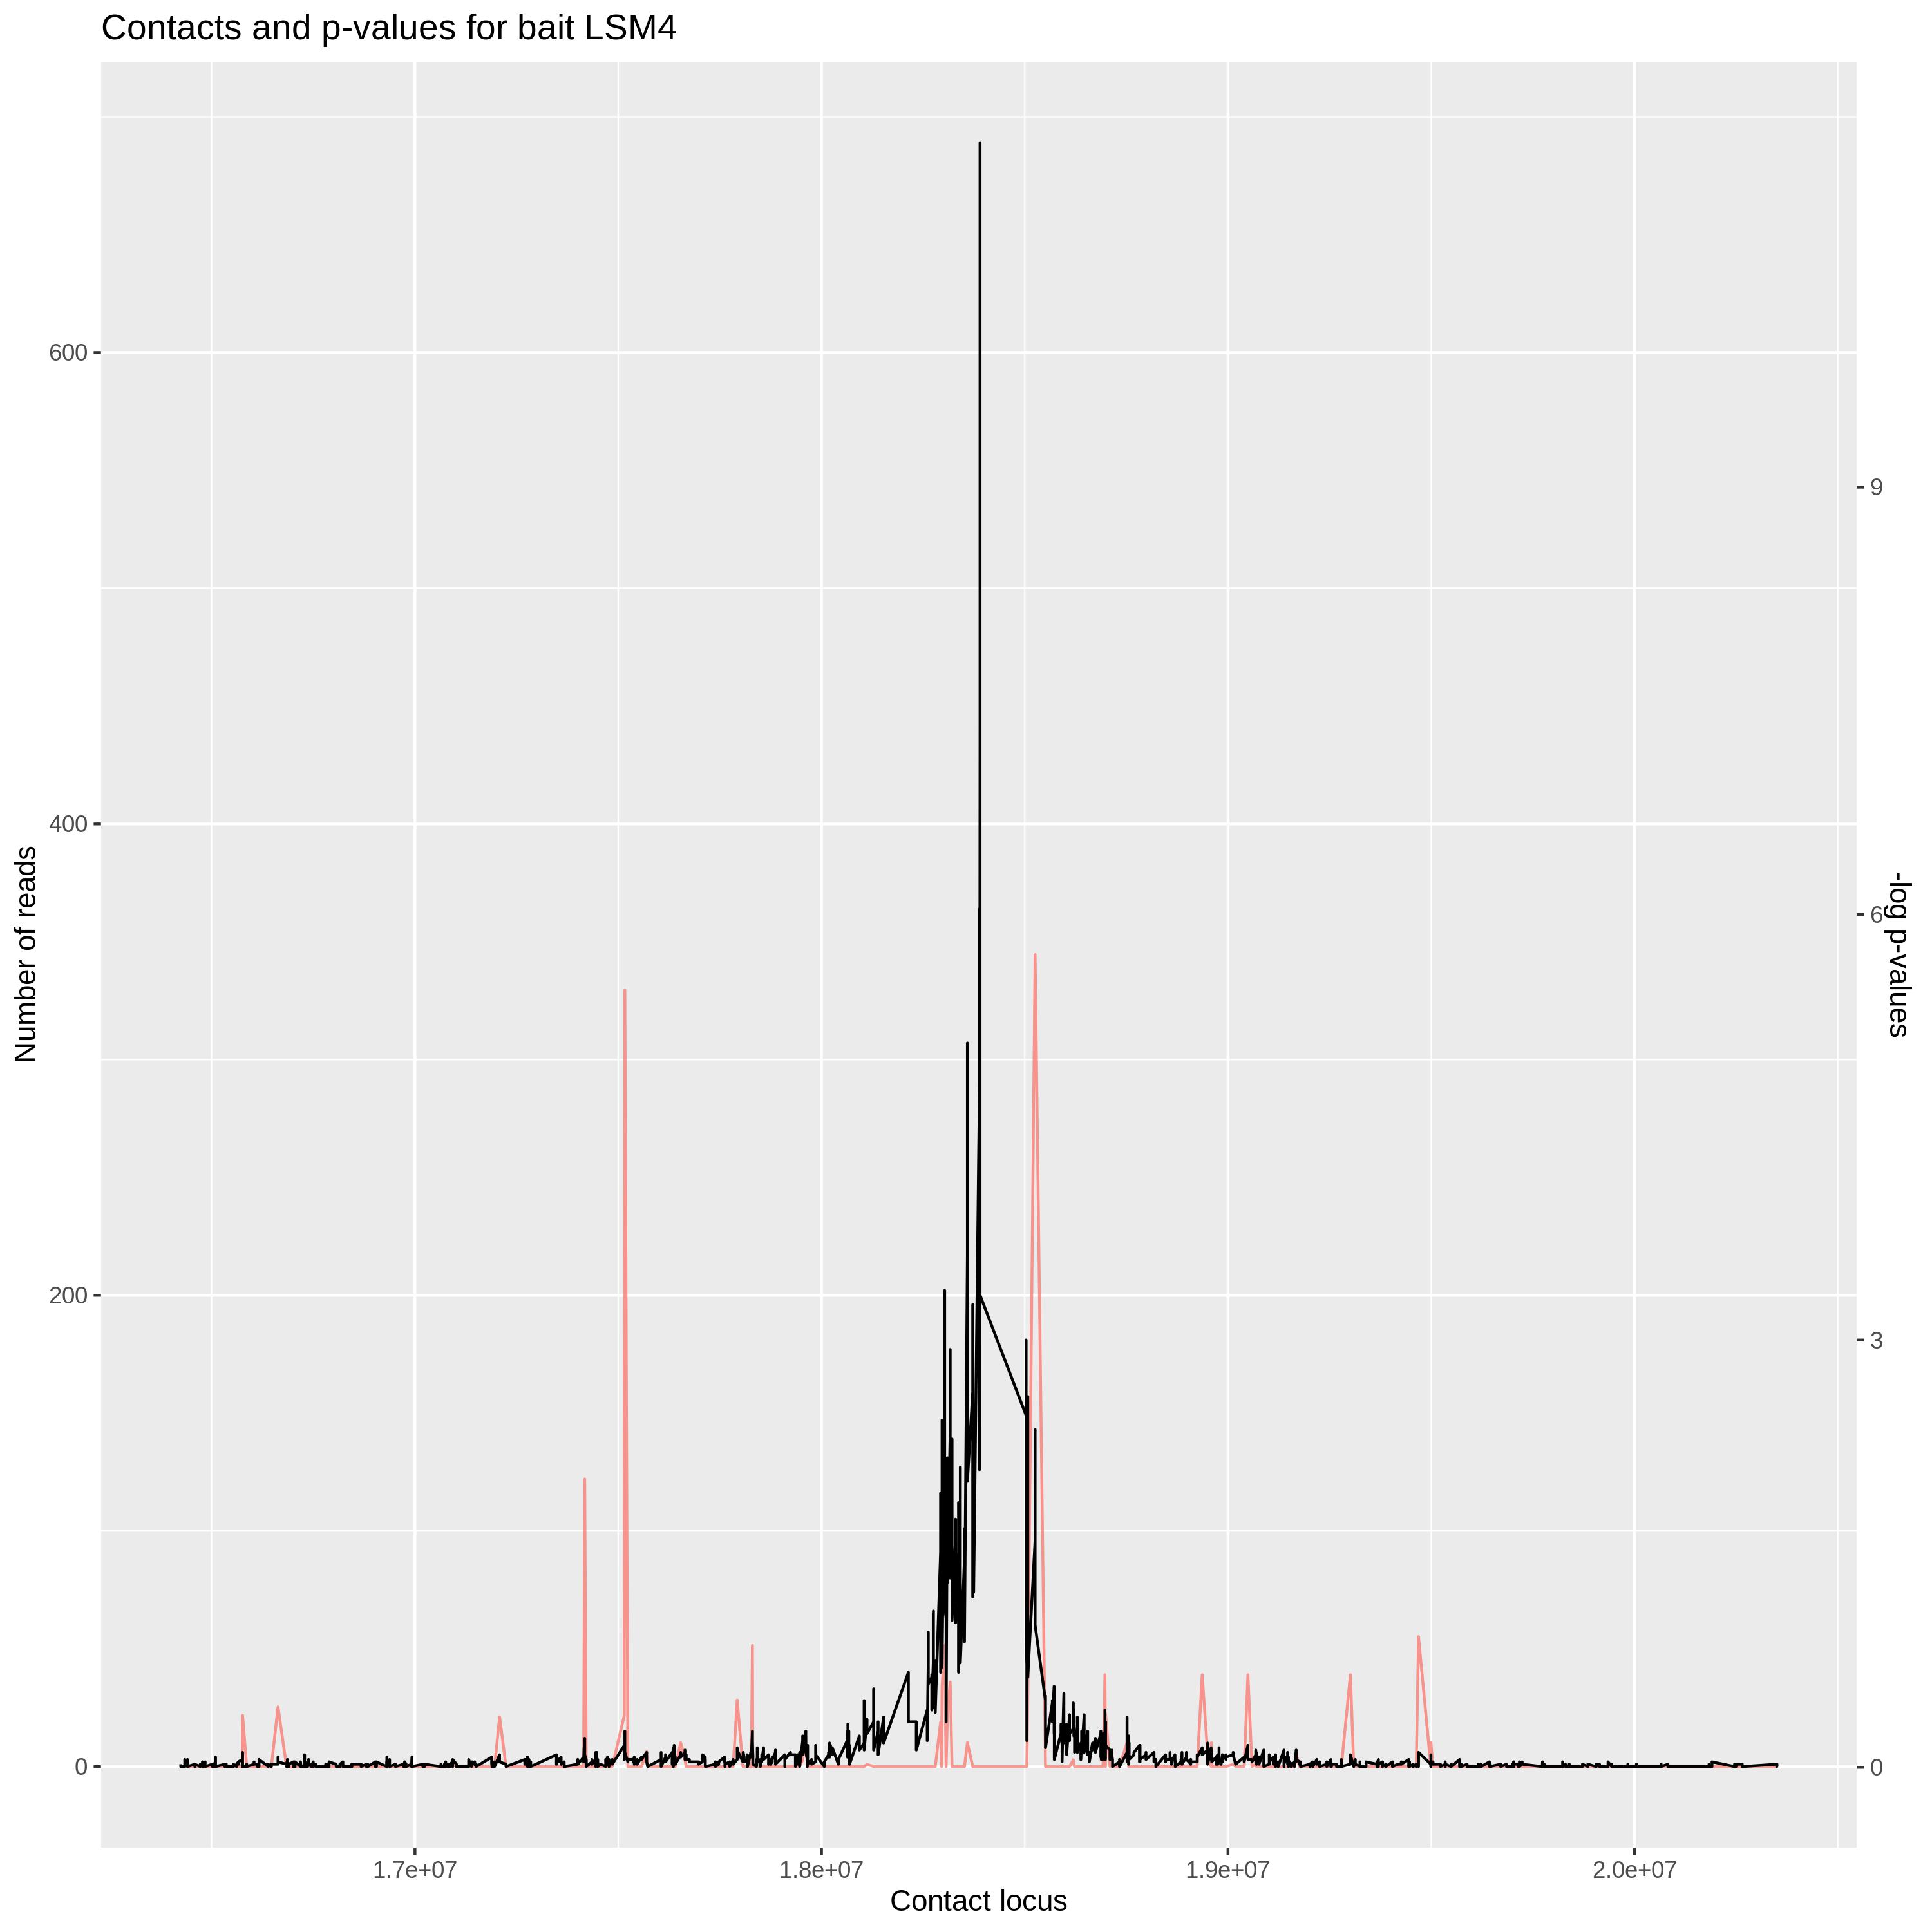 Contacts and p-values for bait LSM4
Number of reads
600
400
200
0
9
6
3
0
-log p-values
1.7e+07 1.8e+07 1.9e+07 2.0e+07
Contact locus